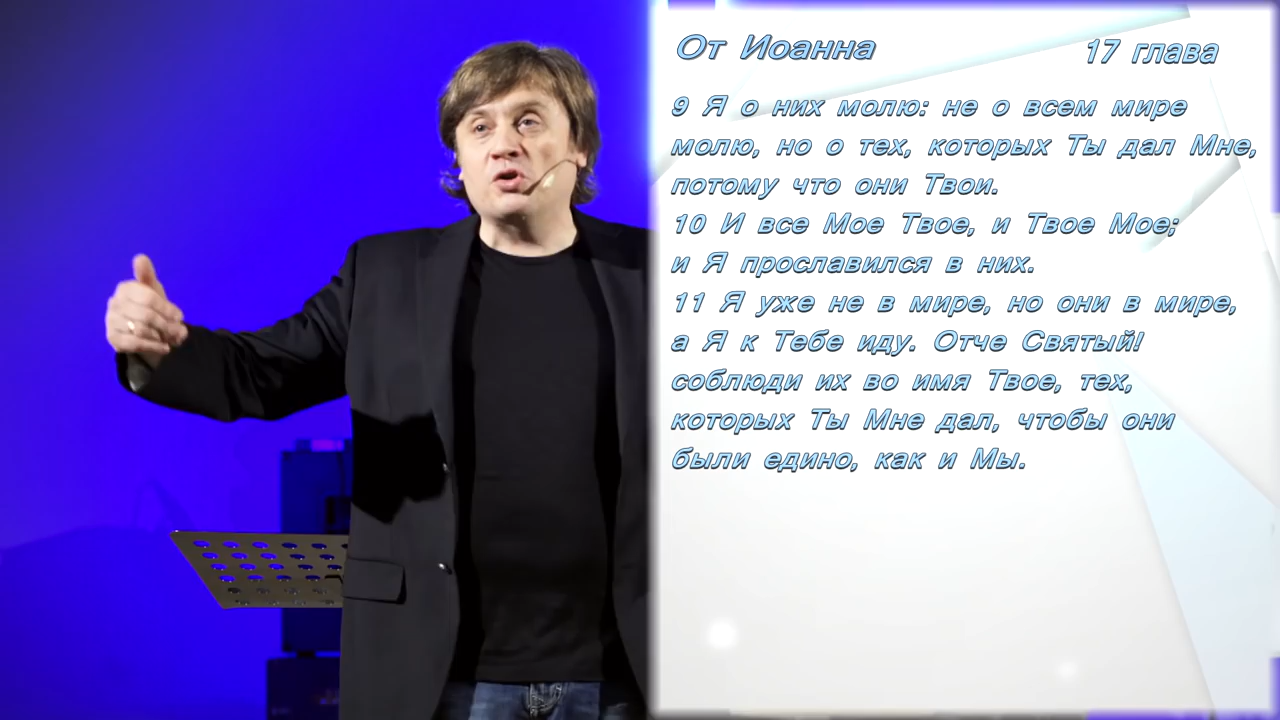 От Иоанна 17 глава
9 Я о них молю: не о всем мире
молю, но о тех, которых Ты дал Мне,
потому что они Твои.
10 И все Мое Твое, и Твое Мое;
и Я прославился в них.
11 Я уже не в мире, но они в мире,
а Я к Тебе иду. Отче Святый!
соблюди их во имя Твое, тех,
которых Ты Мне дал, чтобы они
были едино, как и Мы.